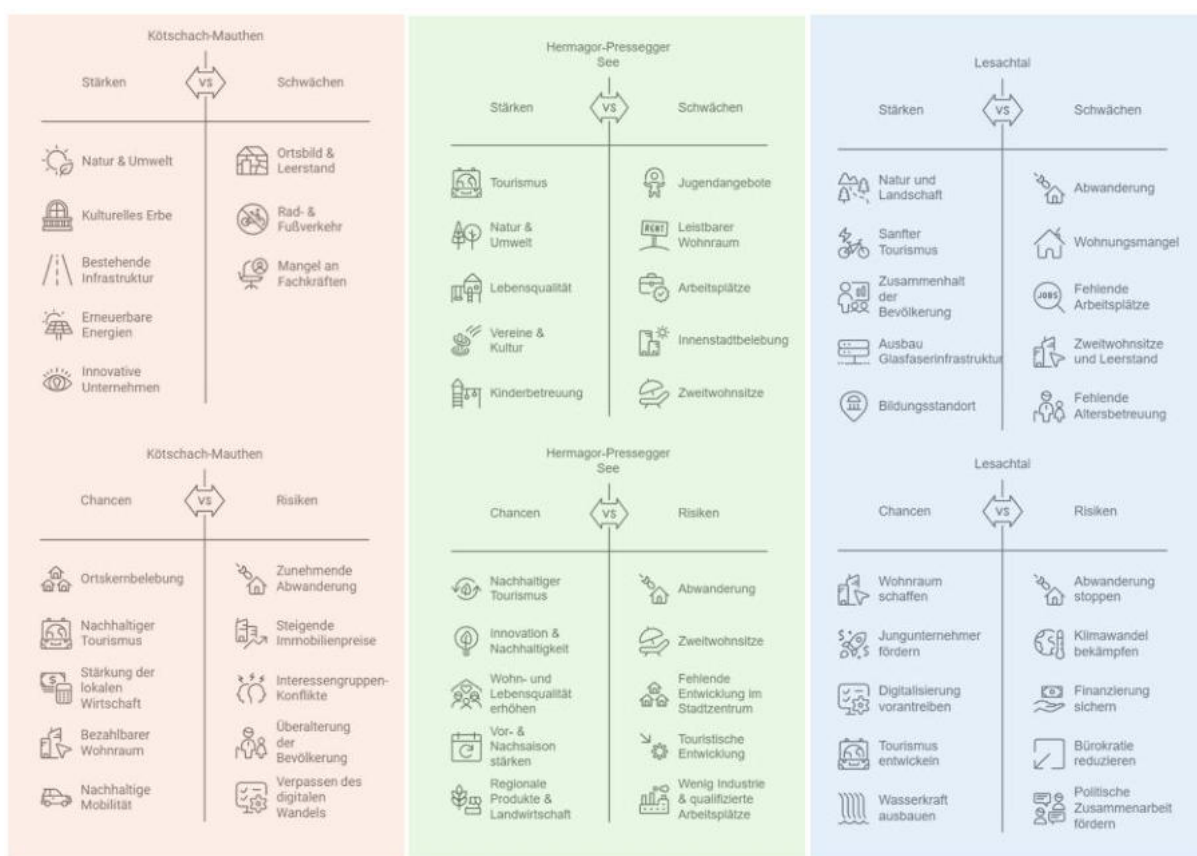 Kötschach-Mauthen
Stärken
VS
Schwächen
Natur & Umwelt
Kulturelles Erbe
Bestehende
Infrastruktur
Erneuerbare
Energien
Innovative
Unternehmen
Ortsbild &
Leerstand
Rad- &
Fußverkehr
Mangel an
Fachkräften
Hermagor-Pressegger
See
Stärken
VS
Schwächen
Tourismus
Natur &
Umwelt
Lebensqualität
Vereine &
Kultur
Kinderbetreuung
Jugendangebote
RENT
Leistbarer
Wohnraum
Arbeitsplätze
Innenstadtbelebung
Zweitwohnsitze
Lesachtal
Stärken
VS
Schwächen
Natur und
Landschaft
Sanfter
Tourismus
Zusammenhalt
der
Bevölkerung
Ausbau
Glasfaserinfrastruktur
Bildungsstandort
Abwanderung
Wohnungsmangel
JOBS
Fehlende
Arbeitsplätze
Zweitwohnsitze
und Leerstand
Fehlende
Altersbetreuung
Kötschach-Mauthen
Chancen
VS
Risiken
Ortskernbelebung
Nachhaltiger
Tourismus
Stärkung der
lokalen
Wirtschaft
Bezahlbarer
Wohnraum
Nachhaltige
Mobilität
Zunehmende
Abwanderung
Steigende
Immobilienpreise
Interessengruppen-
Konflikte
Überalterung
der
Bevölkerung
Verpassen des
digitalen
Wandels
Hermagor-Pressegger
See
Chancen
VS
Risiken
Nachhaltiger
Tourismus
Innovation &
Nachhaltigkeit
Wohn- und
Lebensqualität
erhöhen
Vor- &
Nachsaison
stärken
Regionale
Produkte &
Landwirtschaft
Abwanderung
Zweitwohnsitze
Fehlende
Entwicklung im
Stadtzentrum
Touristische
Entwicklung
Wenig Industrie
& qualifizierte
Arbeitsplätze
Lesachtal
Chancen
VS
Risiken
Wohnraum
schaffen
Jungunternehmer
fördern
Digitalisierung
vorantreiben
Tourismus
entwickeln
Wasserkraft
ausbauen
Abwanderung
stoppen
Klimawandel
bekämpfen
Finanzierung
sichern
Bürokratie
reduzieren
Politische
Zusammenarbeit
fördern